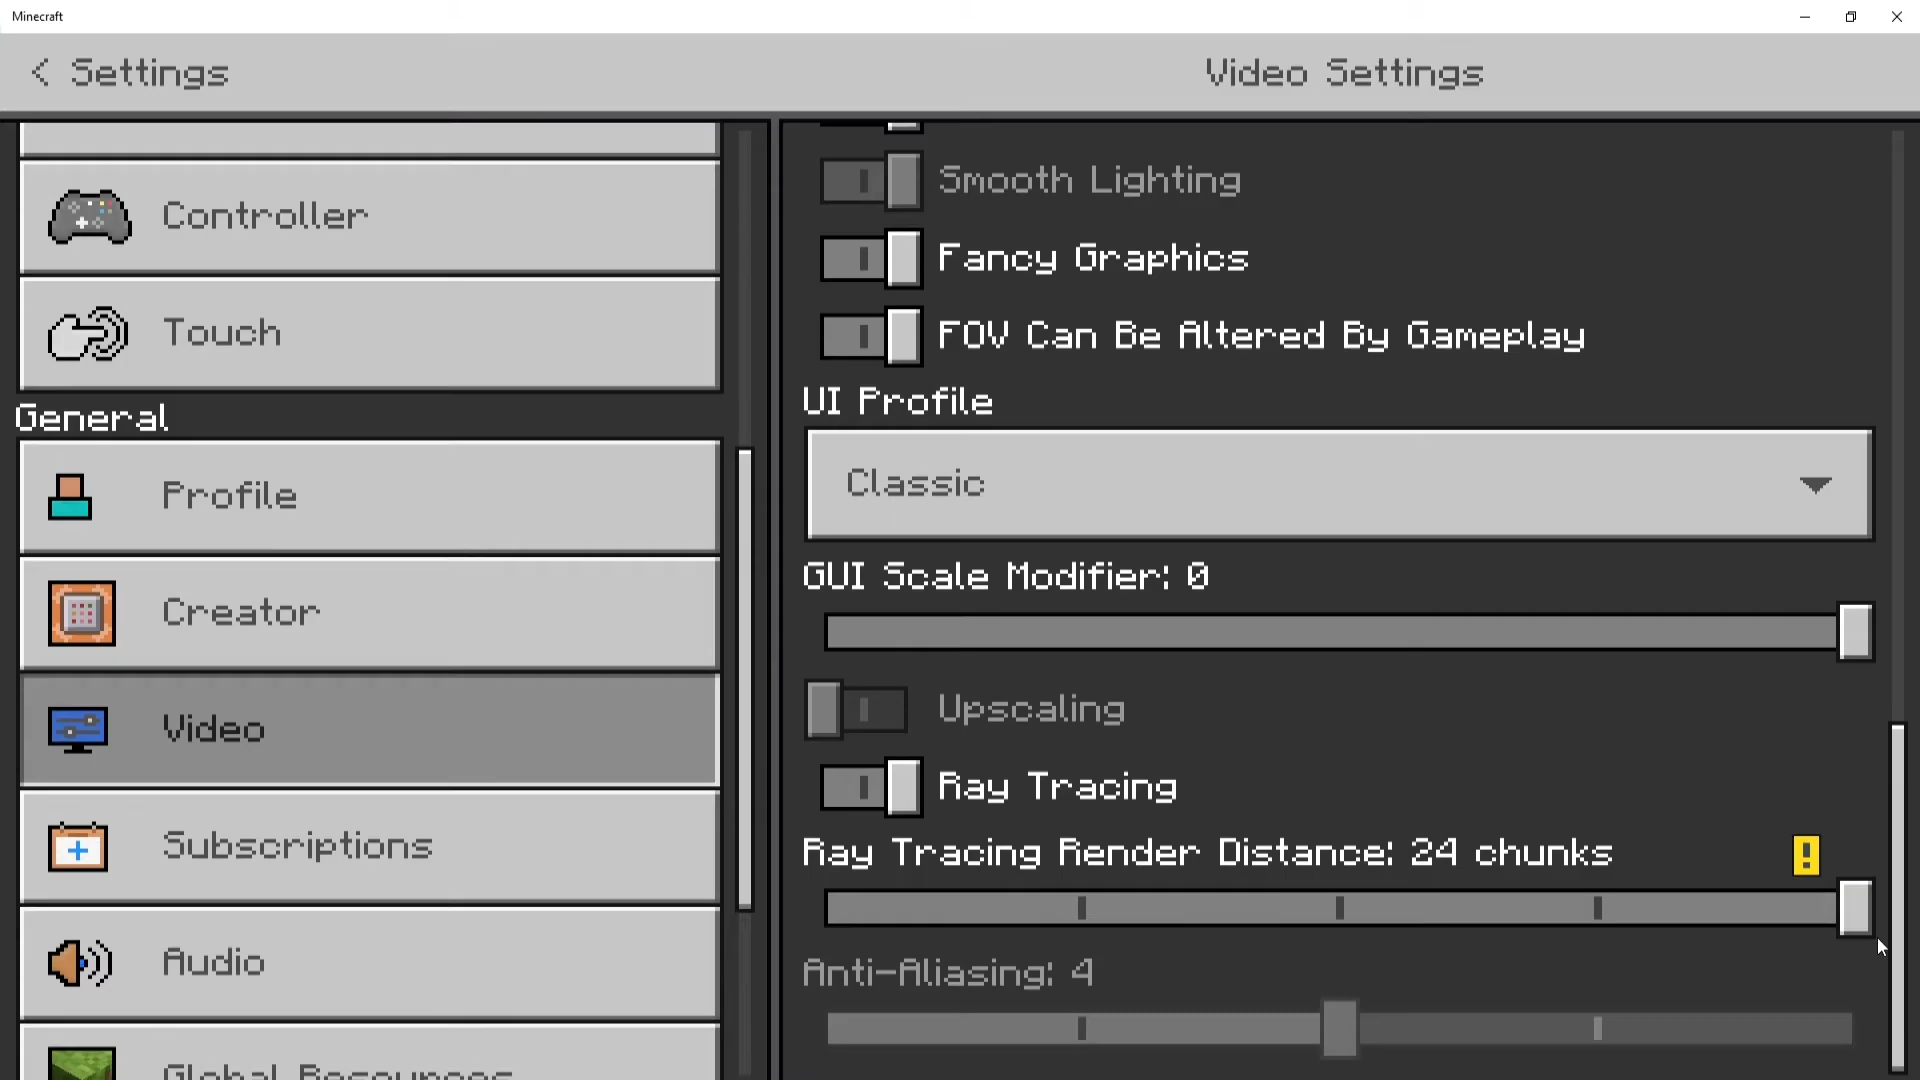 Minecraft
< Settings
Video Settings
Controller
Touch
General
Profile
Creator
Video
Subscriptions
Audio
Global Resources
Smooth Lighting
Fancy Graphics
FOV Can Be Altered By Gameplay
UI Profile
Classic
GUI Scale Modifier: 0
Upscaling
Ray Tracing
Ray Tracing Render Distance: 24 chunks
!
Anti-Aliasing: 4